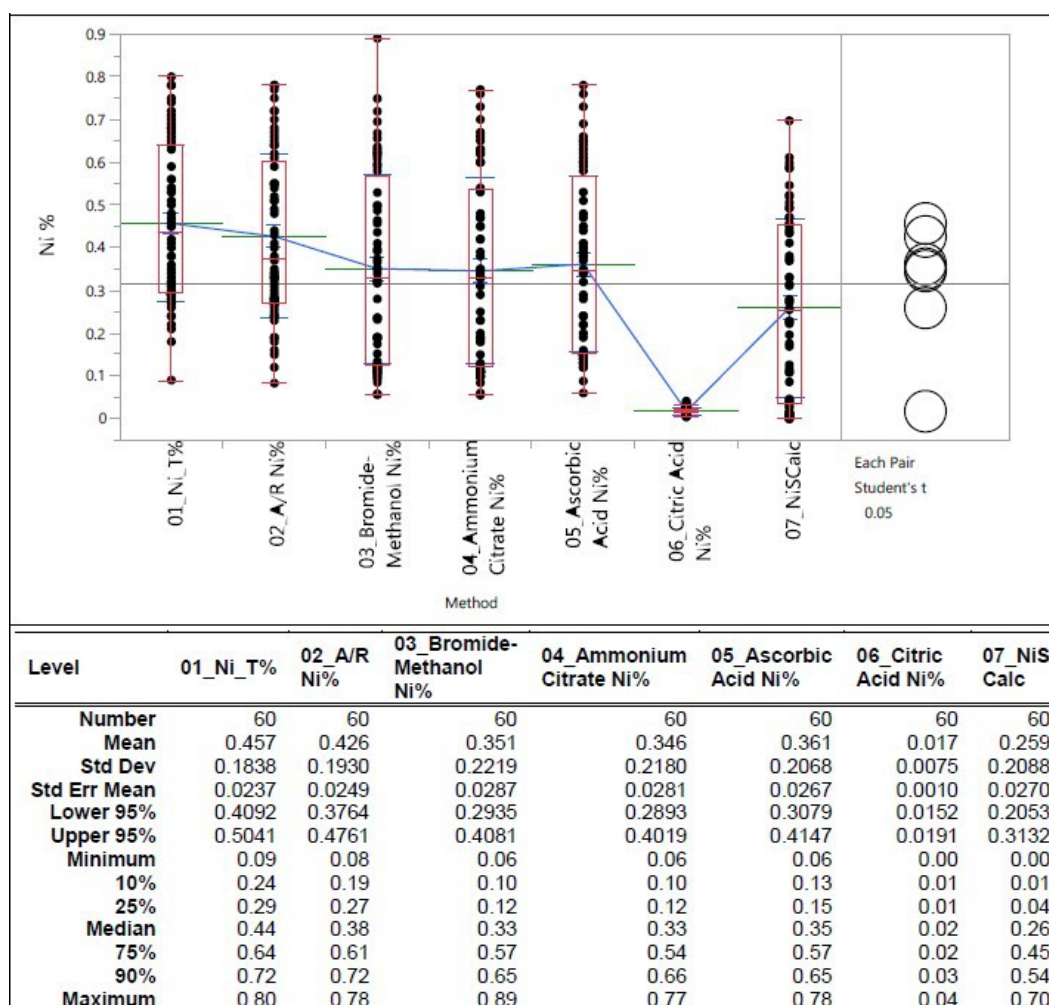 0.9
0.8
0.7
0.6
0.5
0.4
0.3
0.2
0.1
0
Ni %
01_Ni_T%
02_A/R Ni%
03_Bromide-
Methanol Ni%
04_Ammonium
Citrate Ni%
05_Ascorbic
Acid Ni%
06_Citric Acid
Ni%
07_NiSCalc
Each Pair
Student's t
0.05
Method
Level 01_Ni_T% 02_A/R Ni% 03_Bromide-Methanol Ni% 04_Ammonium Citrate Ni% 05_Ascorbic Acid Ni% 06_Citric Acid Ni% 07_NiS Calc
Number 60 60 60 60 60 60 60
Mean 0.457 0.426 0.351 0.346 0.361 0.017 0.259
Std Dev 0.1838 0.1930 0.2219 0.2180 0.2068 0.0075 0.2088
Std Err Mean 0.0237 0.0249 0.0287 0.0281 0.0267 0.0010 0.0270
Lower 95% 0.4092 0.3764 0.2935 0.2893 0.3079 0.0152 0.2053
Upper 95% 0.5041 0.4761 0.4081 0.4019 0.4147 0.0191 0.3132
Minimum 0.09 0.08 0.06 0.06 0.06 0.00 0.00
10% 0.24 0.19 0.10 0.10 0.13 0.01 0.01
25% 0.29 0.27 0.12 0.12 0.15 0.01 0.04
Median 0.44 0.38 0.33 0.33 0.35 0.02 0.26
75% 0.64 0.61 0.57 0.54 0.57 0.02 0.45
90% 0.72 0.72 0.65 0.66 0.65 0.03 0.54
Maximum 0.80 0.78 0.89 0.77 0.78 0.04 0.70